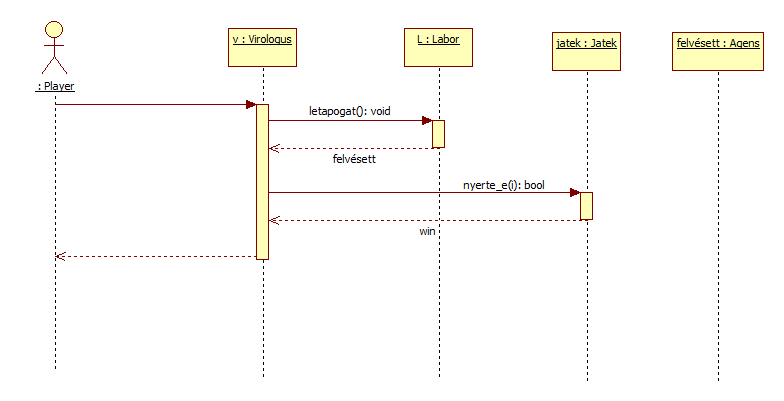 v : Virologus
L : Labor
jatek : Jatek
felvésett : Agens
: Player
letapogat(): void
felvésett
nyerte_e(i): bool
win